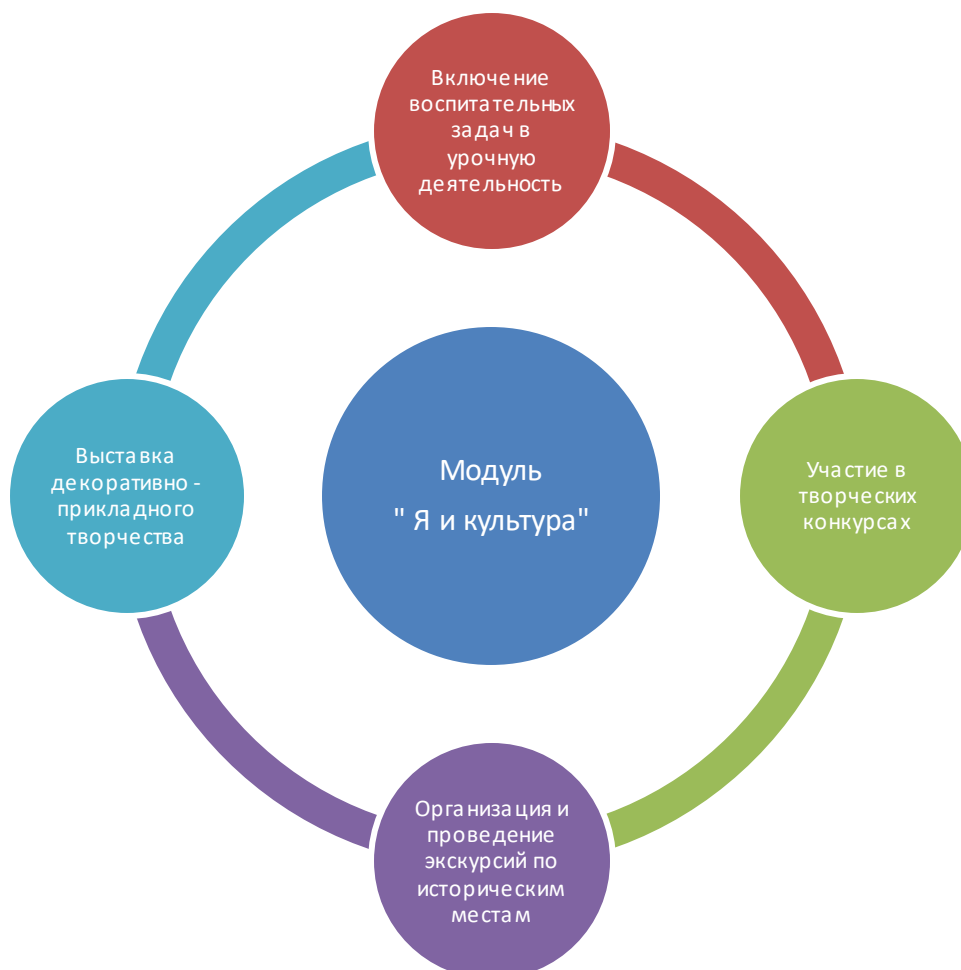 Включение
воспитательных
задач в
урочную
деятельность
Модуль
" Я и культура"
Участие в
творческих
конкурсах
Организация и
проведение
экскурсий по
историческим
местам
Выставка
декоративно -
прикладного
творчества